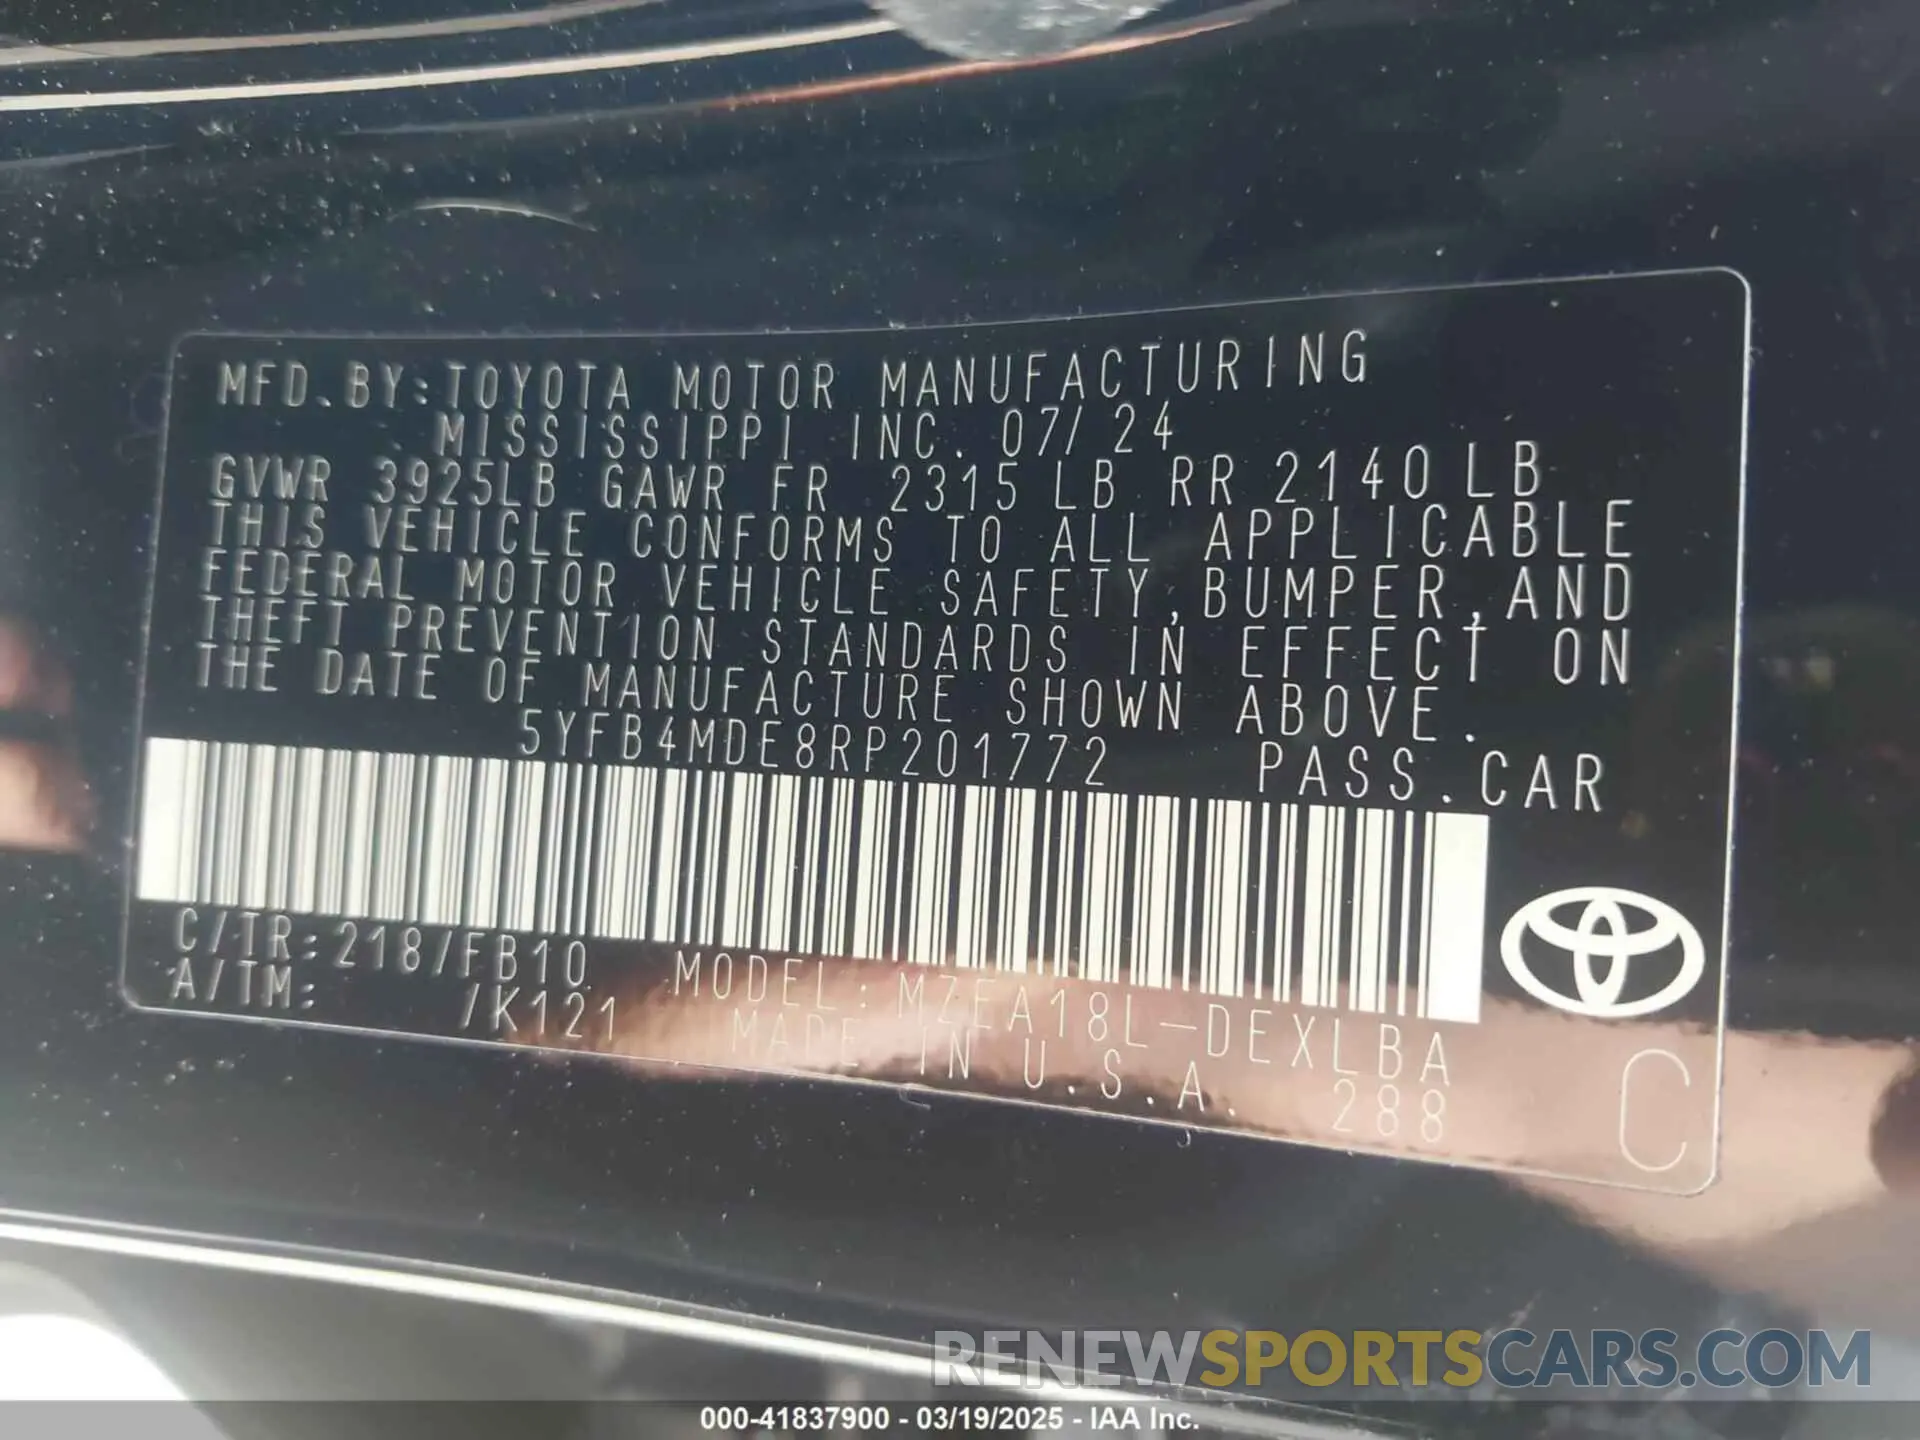 MFD.BY:TOYOTA MOTOR MANUFACTURING
MISSISSIPPI INC. 07/24
GVWR 3925LB GAWR FR 2315 LB RR 2140 LB
THIS VEHICLE CONFORMS TO ALL APPLICABLE
FEDERAL MOTOR VEHICLE SAFETY,BUMPER,AND
THEFT PREVENTION STANDARDS IN EFFECT ON
THE DATE OF MANUFACTURE SHOWN ABOVE.
5YFB4MDE8RP201772 PASS.CAR
C/TR:218/FB10 MODEL:MZEA18L-DEXLBA
A/TM: /K121 MADE IN U.S.A. 288
C
RENEWSPORTSCARS.COM
000-41837900 - 03/19/2025 - IAA Inc.